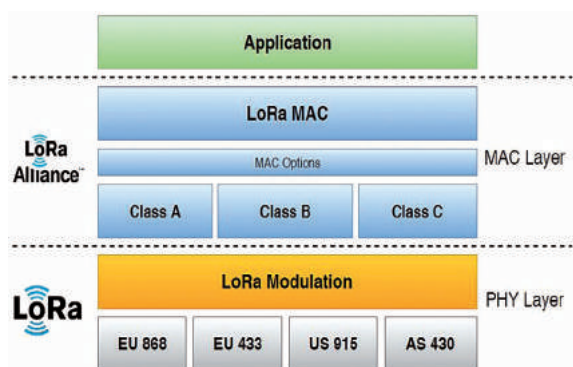 Application
LoRa MAC
LoRa
Alliance™
MAC Options
MAC Layer
Class A
Class B
Class C
LoRa
LoRa Modulation
PHY Layer
EU 868
EU 433
US 915
AS 430